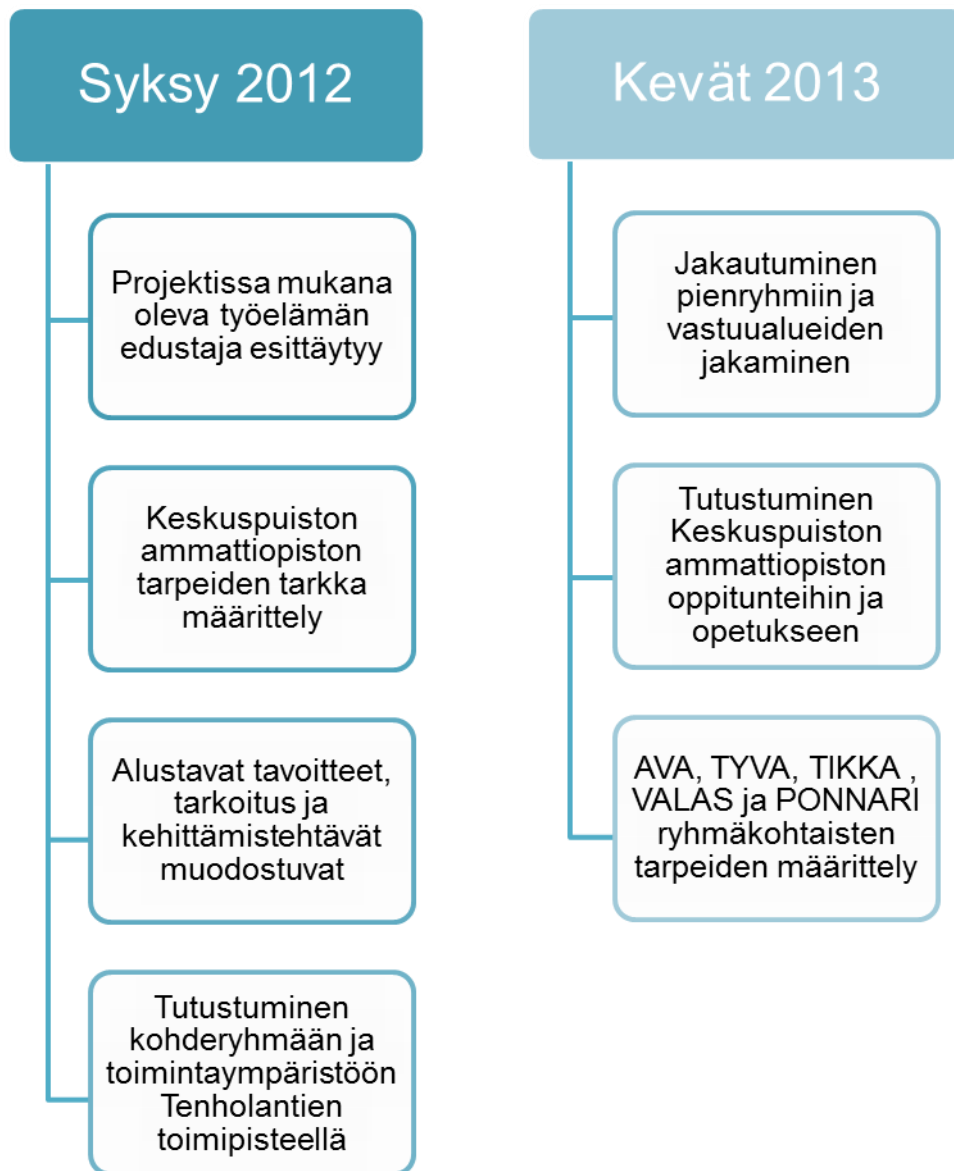 Syksy 2012
Projektissa mukana
oleva työelämän
edustaja esittäytyy
Keskuspuiston
ammattiopiston
tarpeiden tarkka
määrittely
Alustavat tavoitteet,
tarkoitus ja
kehittämistehtävät
muodostuvat
Tutustuminen
kohderyhmään ja
toimintaympäristöön
Tenholantien
toimipisteellä
Kevät 2013
Jakautuminen
pienryhmiin ja
vastuualueiden
jakaminen
Tutustuminen
Keskuspuiston
ammattiopiston
oppitunteihin ja
opetukseen
AVA, TYVA, TIKKA ,
VALAS ja PONNARI
ryhmäkohtaisten
tarpeiden määrittely